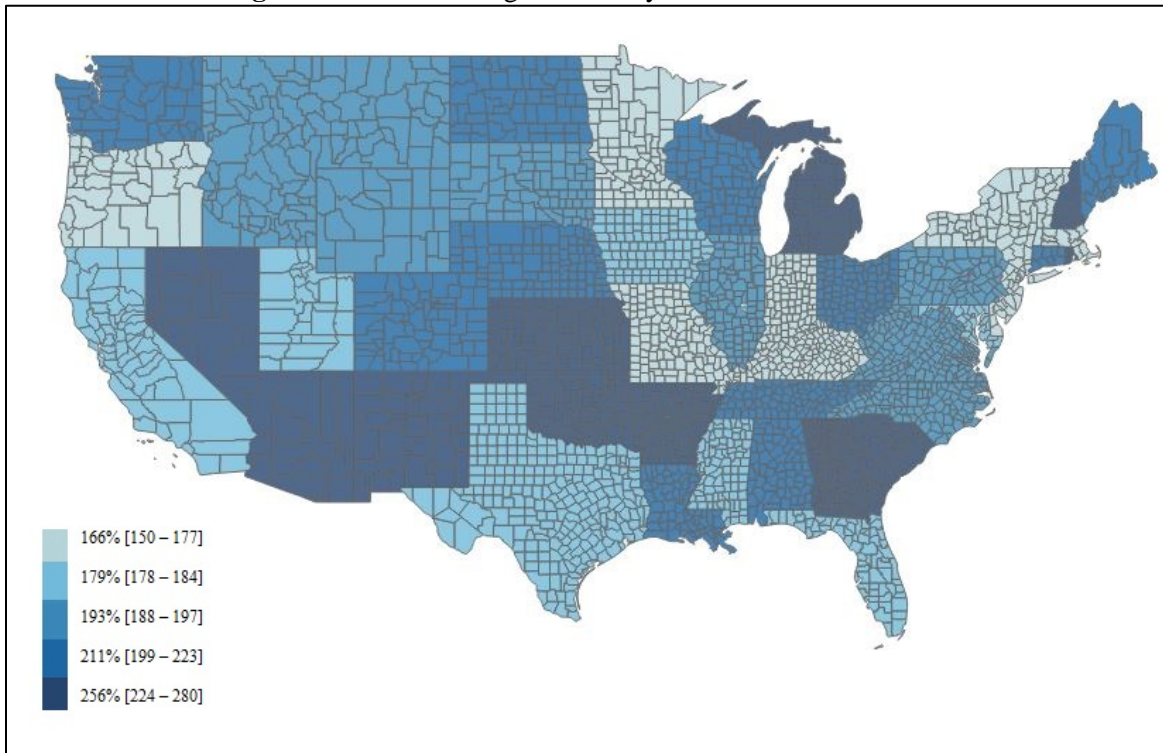 166% [150 – 177]
179% [178 – 184]
193% [188 – 197]
211% [199 – 223]
256% [224 – 280]